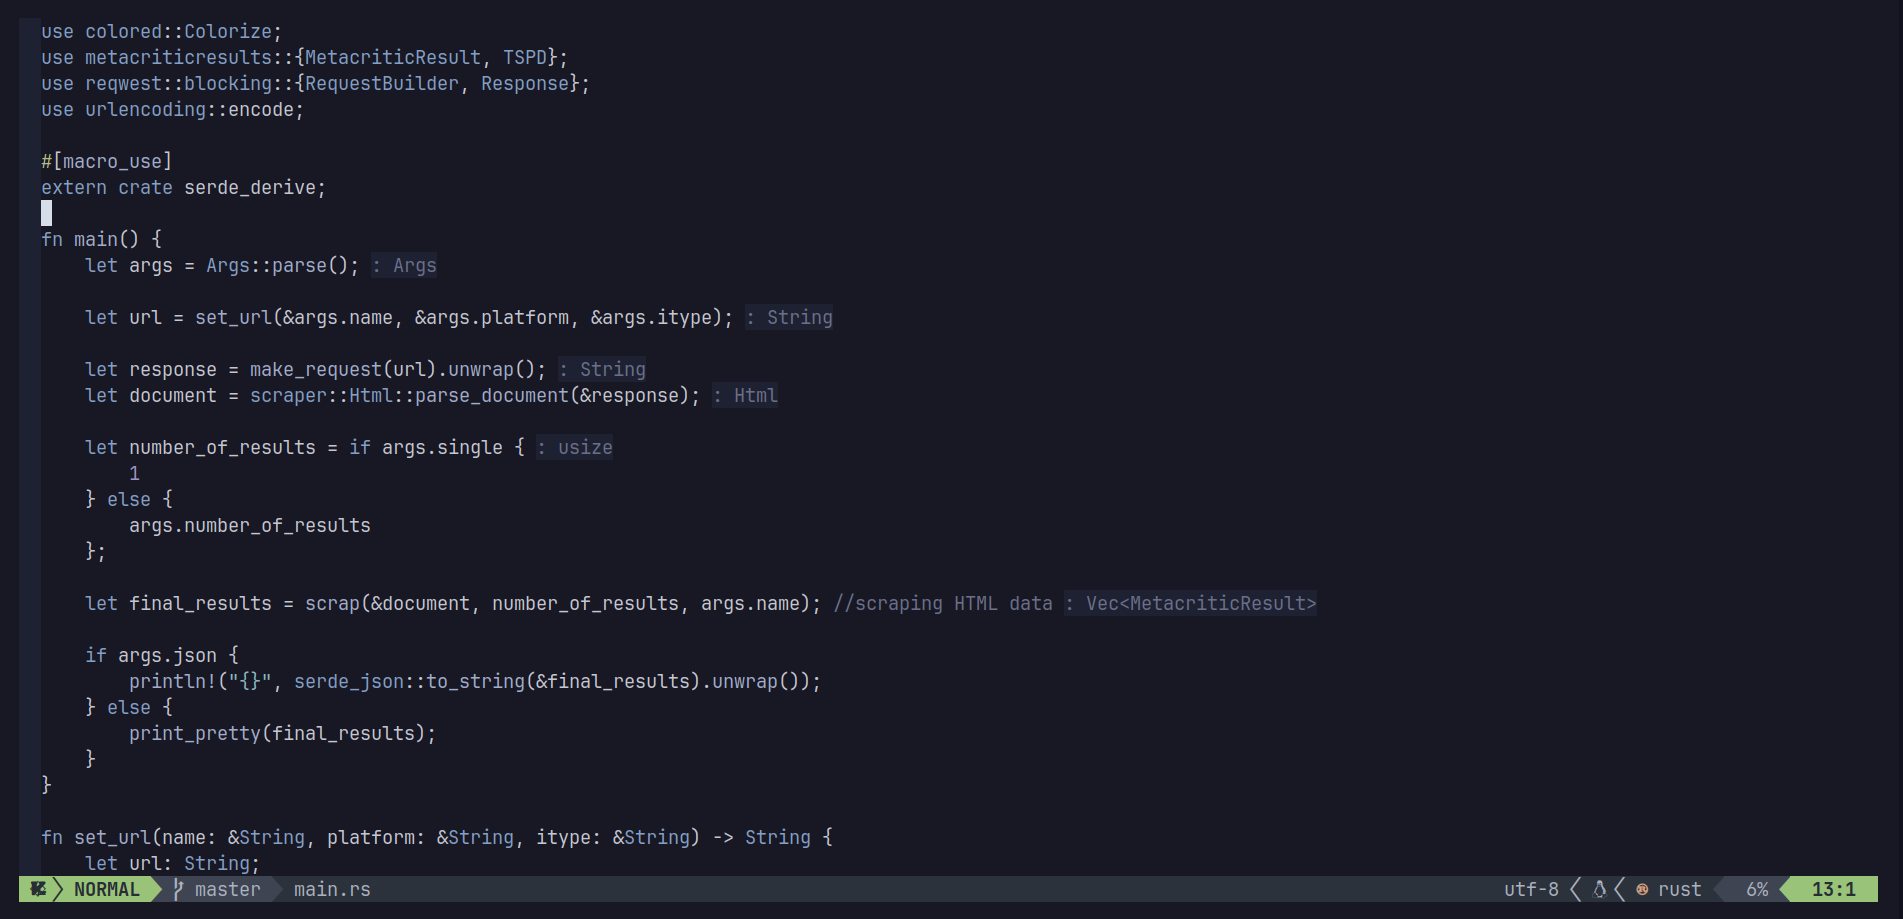 use colored::Colorize;
use metacriticresults::{MetacriticResult, TSPD};
use reqwest::blocking::{RequestBuilder, Response};
use urlencoding::encode;

#[macro_use]
extern crate serde_derive;

fn main() {
    let args = Args::parse(); : Args

    let url = set_url(&args.name, &args.platform, &args.itype); : String

    let response = make_request(url).unwrap(); : String
    let document = scraper::Html::parse_document(&response); : Html

    let number_of_results = if args.single { : usize
        1
    } else {
        args.number_of_results
    };

    let final_results = scrap(&document, number_of_results, args.name); //scraping HTML data : Vec<MetacriticResult>

    if args.json {
        println!("{}", serde_json::to_string(&final_results).unwrap());
    } else {
        print_pretty(final_results);
    }
}

fn set_url(name: &String, platform: &String, itype: &String) -> String {
    let url: String;
NORMAL master main.rs utf-8 rust 6% 13:1